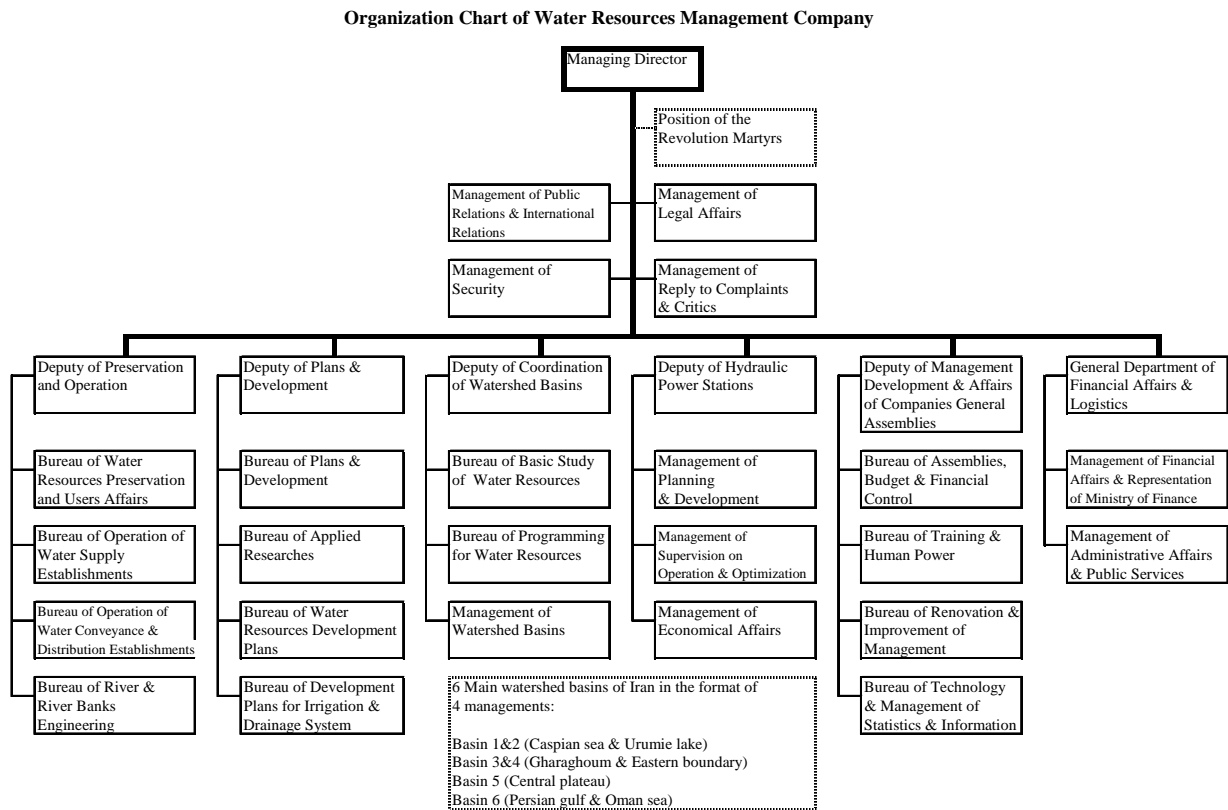 Organization Chart of Water Resources Management Company
Managing Director
Position of the
Revolution Martyrs
Management of Public
Relations & International
Relations
Management of
Legal Affairs
Management of
Security
Management of
Reply to Complaints
& Critics
Deputy of Preservation
and Operation
Deputy of Plans &
Development
Deputy of Coordination
of Watershed Basins
Deputy of Hydraulic
Power Stations
Deputy of Management
Development & Affairs
of Companies General
Assemblies
General Department of
Financial Affairs &
Logistics
Bureau of Water
Resources Preservation
and Users Affairs
Bureau of Plans &
Development
Bureau of Basic Study
of Water Resources
Management of
Planning
& Development
Bureau of Assemblies,
Budget & Financial
Control
Management of Financial
Affairs & Representation
of Ministry of Finance
Bureau of Operation of
Water Supply
Establishments
Bureau of Applied
Researches
Bureau of Programming
for Water Resources
Management of
Supervision on
Operation & Optimization
Bureau of Training &
Human Power
Management of
Administrative Affairs
& Public Services
Bureau of Operation of
Water Conveyance &
Distribution Establishments
Bureau of Water
Resources Development
Plans
Management of
Watershed Basins
Management of
Economical Affairs
Bureau of Renovation &
Improvement of
Management
Bureau of River &
River Banks
Engineering
Bureau of Development
Plans for Irrigation &
Drainage System
6 Main watershed basins of Iran in the format of
4 managements:
Basin 1&2 (Caspian sea & Urumie lake)
Basin 3&4 (Gharaghoum & Eastern boundary)
Basin 5 (Central plateau)
Basin 6 (Persian gulf & Oman sea)
Bureau of Technology
& Management of
Statistics & Information